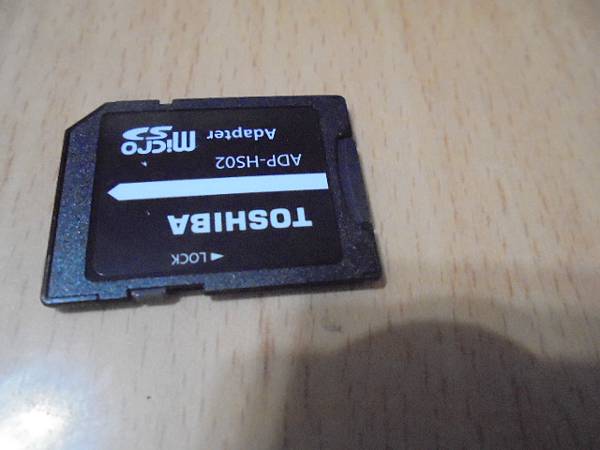 ◄ LOCK
TOSHIBA
ADP-HS02
micro SD Adapter